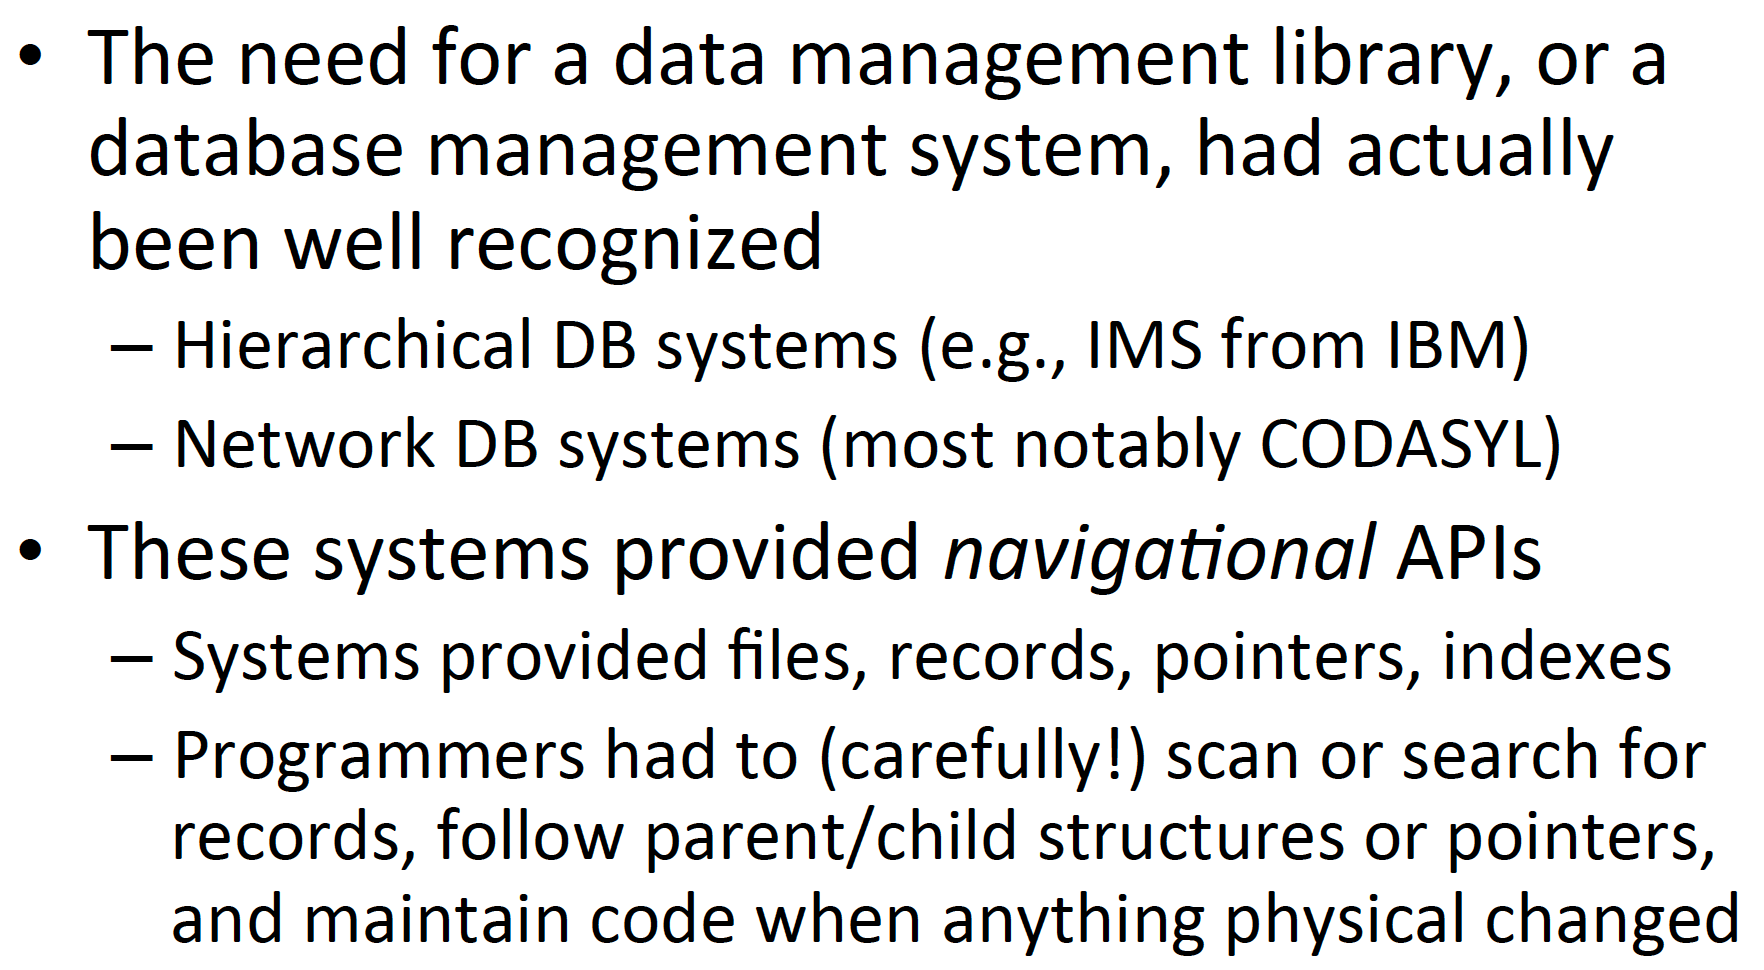 • The need for a data management library, or a
database management system, had actually
been well recognized
– Hierarchical DB systems (e.g., IMS from IBM)
– Network DB systems (most notably CODASYL)
• These systems provided navigational APIs
– Systems provided files, records, pointers, indexes
– Programmers had to (carefully!) scan or search for
records, follow parent/child structures or pointers,
and maintain code when anything physical changed